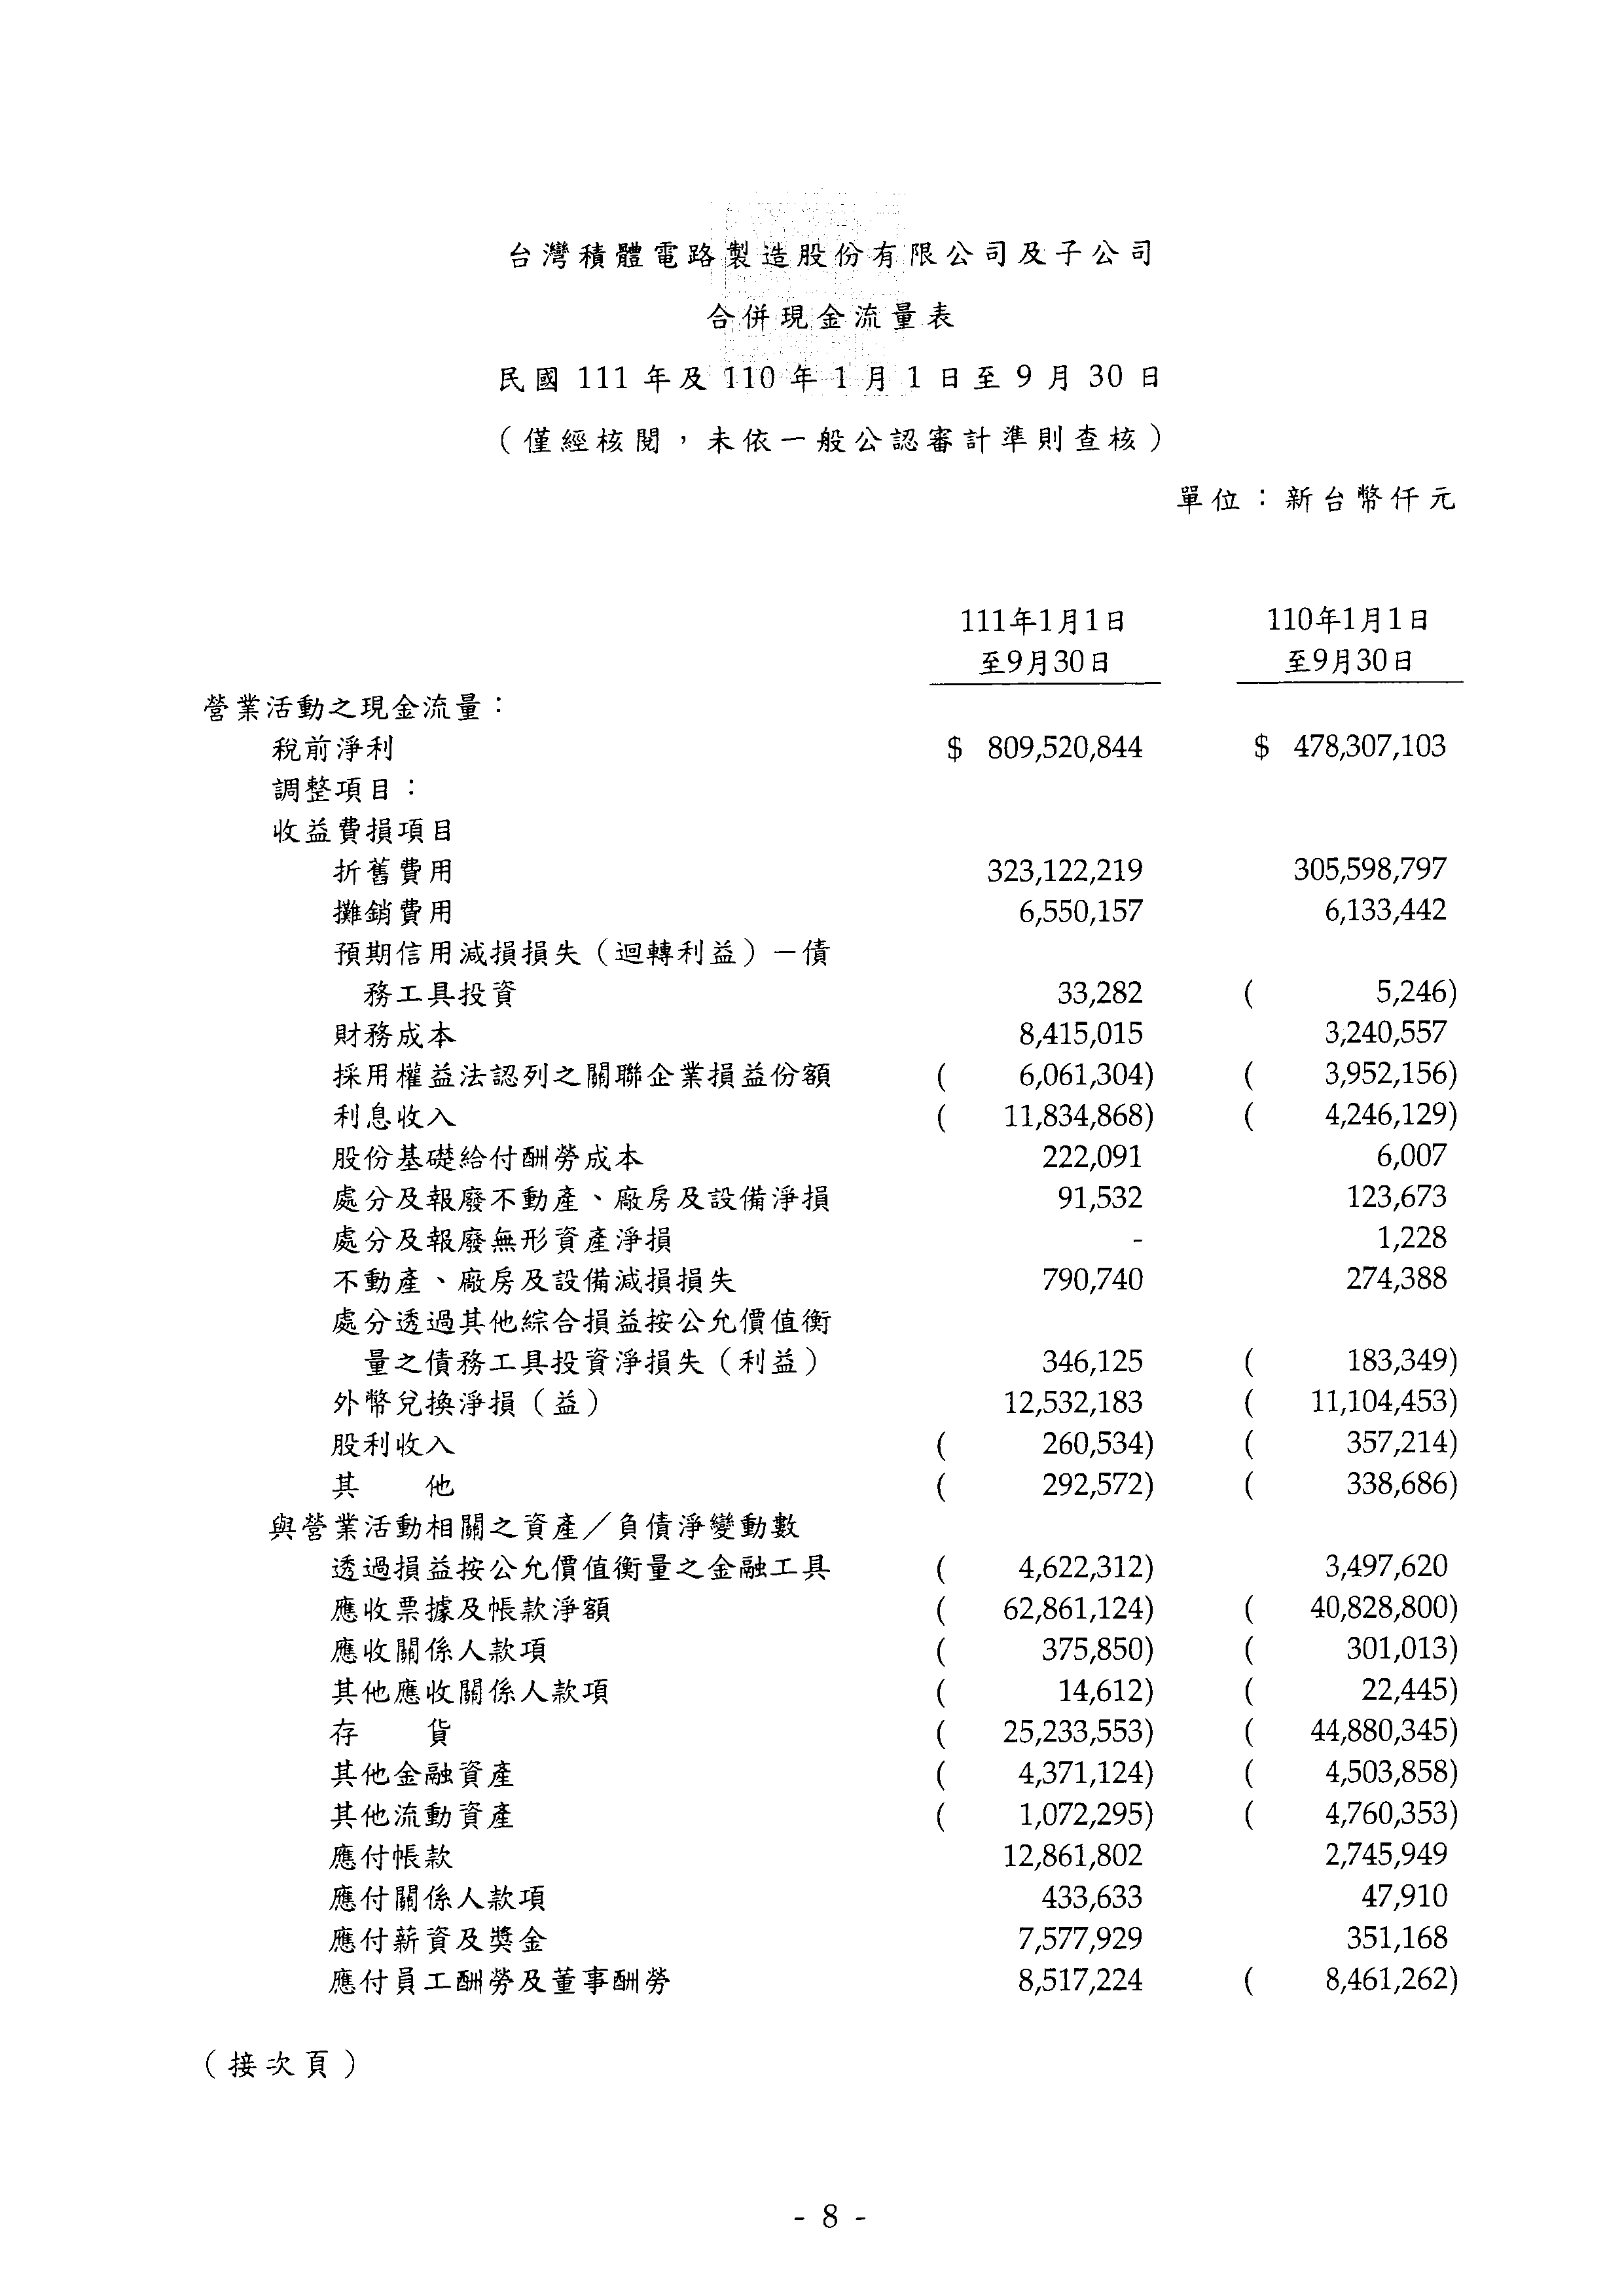 台灣積體電路製造股份有限公司及子公司
合併現金流量表
民國 111 年及 110 年 1 月 1 日至 9 月 30 日
（僅經核閱，未依一般公認審計準則查核）
單位：新台幣仟元
111年1月1日 110年1月1日
至9月30日 至9月30日
營業活動之現金流量：
稅前淨利 $ 809,520,844 $ 478,307,103
調整項目：
收益費損項目
折舊費用 323,122,219 305,598,797
攤銷費用 6,550,157 6,133,442
預期信用減損損失（迴轉利益）－債
務工具投資 33,282 ( 5,246)
財務成本 8,415,015 3,240,557
採用權益法認列之關聯企業損益份額 ( 6,061,304) ( 3,952,156)
利息收入 ( 11,834,868) ( 4,246,129)
股份基礎給付酬勞成本 222,091 6,007
處分及報廢不動產、廠房及設備淨損 91,532 123,673
處分及報廢無形資產淨損 - 1,228
不動產、廠房及設備減損損失 790,740 274,388
處分透過其他綜合損益按公允價值衡
量之債務工具投資淨損失（利益） 346,125 ( 183,349)
外幣兌換淨損（益） 12,532,183 ( 11,104,453)
股利收入 ( 260,534) ( 357,214)
其　　他 ( 292,572) ( 338,686)
與營業活動相關之資產／負債淨變動數
透過損益按公允價值衡量之金融工具 ( 4,622,312) 3,497,620
應收票據及帳款淨額 ( 62,861,124) ( 40,828,800)
應收關係人款項 ( 375,850) ( 301,013)
其他應收關係人款項 ( 14,612) ( 22,445)
存　　貨 ( 25,233,553) ( 44,880,345)
其他金融資產 ( 4,371,124) ( 4,503,858)
其他流動資產 ( 1,072,295) ( 4,760,353)
應付帳款 12,861,802 2,745,949
應付關係人款項 433,633 47,910
應付薪資及獎金 7,577,929 351,168
應付員工酬勞及董事酬勞 8,517,224 ( 8,461,262)
（接次頁）
- 8 -